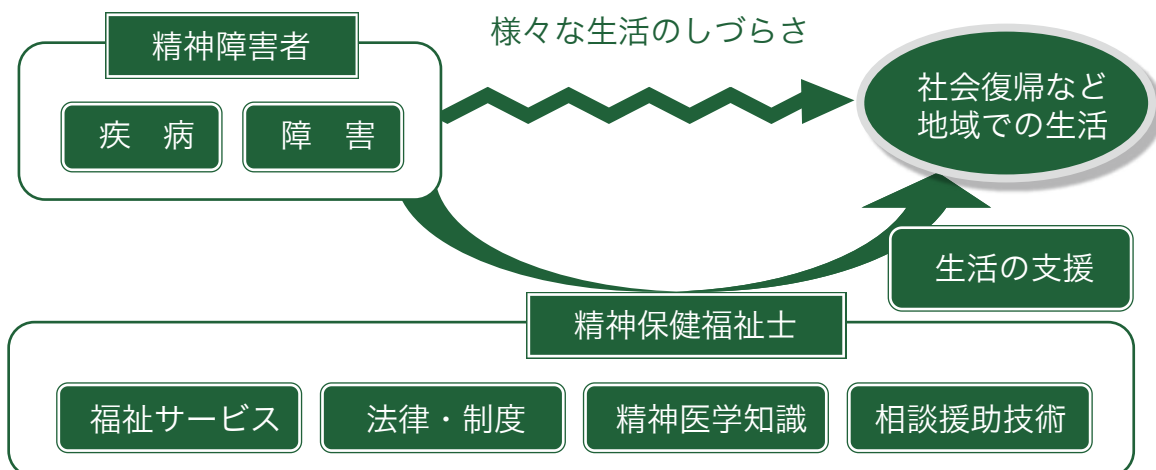 様々な生活のしづらさ
精神障害者
疾　病
障　害
社会復帰など
地域での生活
生活の支援
精神保健福祉士
福祉サービス
法律・制度
精神医学知識
相談援助技術